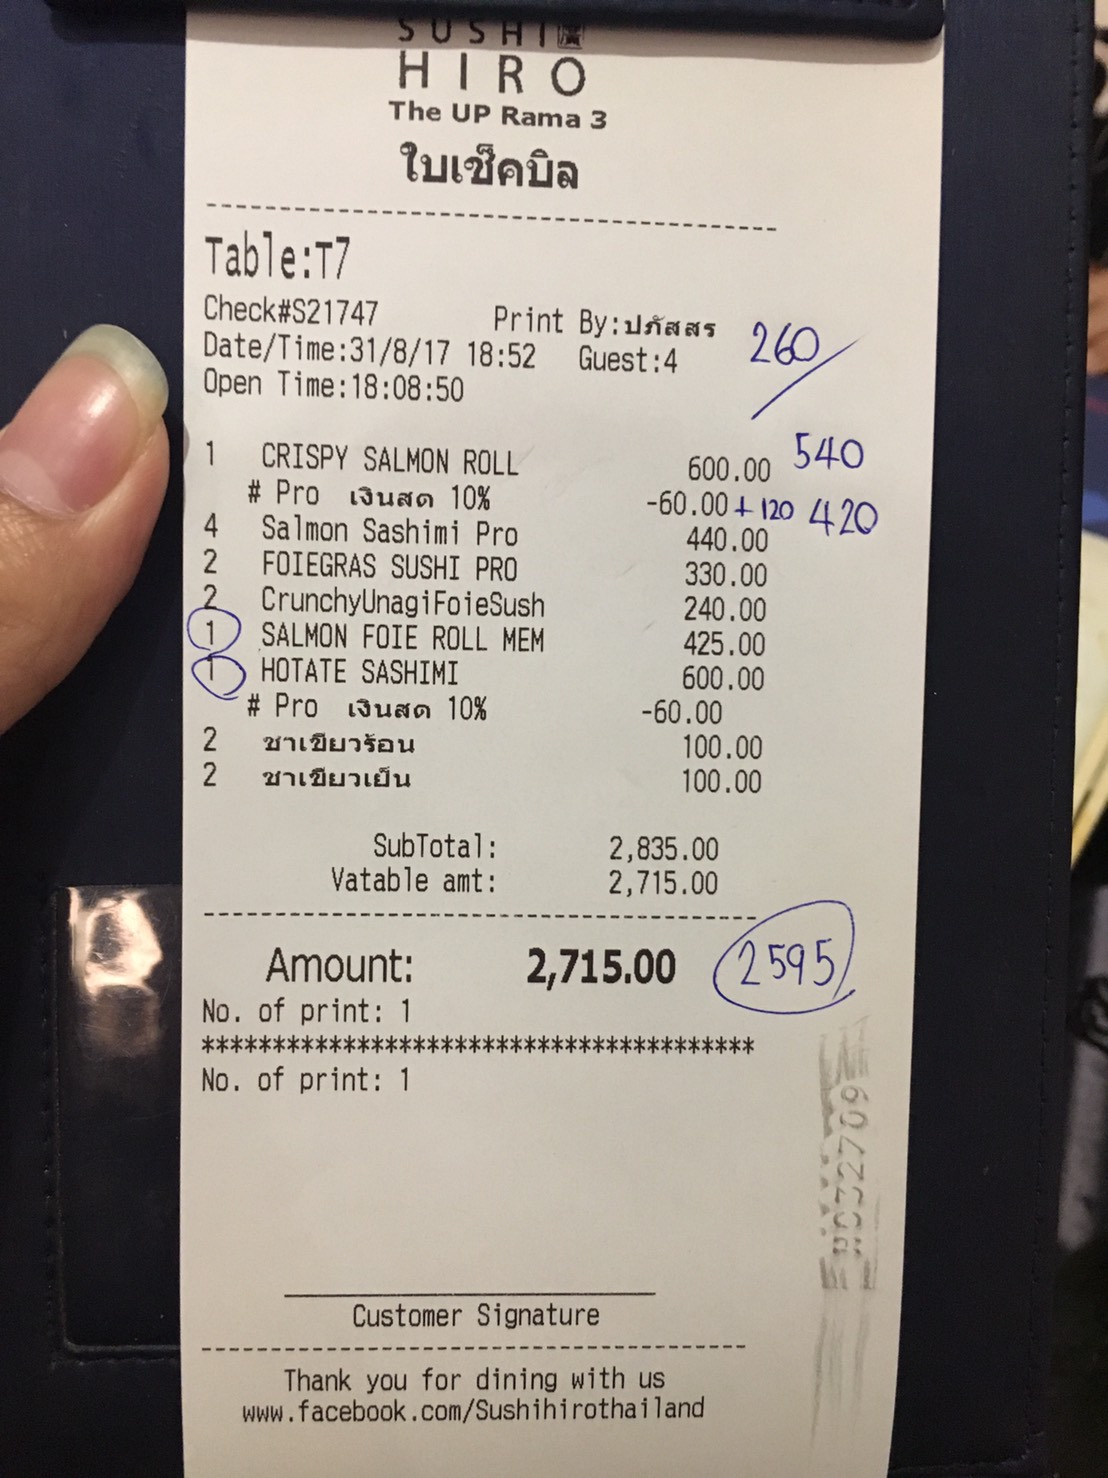 SUSHI
HIRO
The UP Rama 3
ใบเช็คบิล
Table:T7
Check#S21747 Print By:ปภัสสร
Date/Time:31/8/17 18:52 Guest:4
Open Time:18:08:50
260/
1 CRISPY SALMON ROLL 600.00 540
# Pro เงินสด 10% -60.00 + 120 420
4 Salmon Sashimi Pro 440.00
2 FOIEGRAS SUSHI PRO 330.00
2 CrunchyUnagiFoieSush 240.00
1 SALMON FOIE ROLL MEM 425.00
1 HOTATE SASHIMI 600.00
# Pro เงินสด 10% -60.00
2 ชาเขียวร้อน 100.00
2 ชาเขียวเย็น 100.00
SubTotal: 2,835.00
Vatable amt: 2,715.00
Amount: 2,715.00 2595
No. of print: 1
***************************************
No. of print: 1
Customer Signature
Thank you for dining with us
www.facebook.com/Sushihirothailand